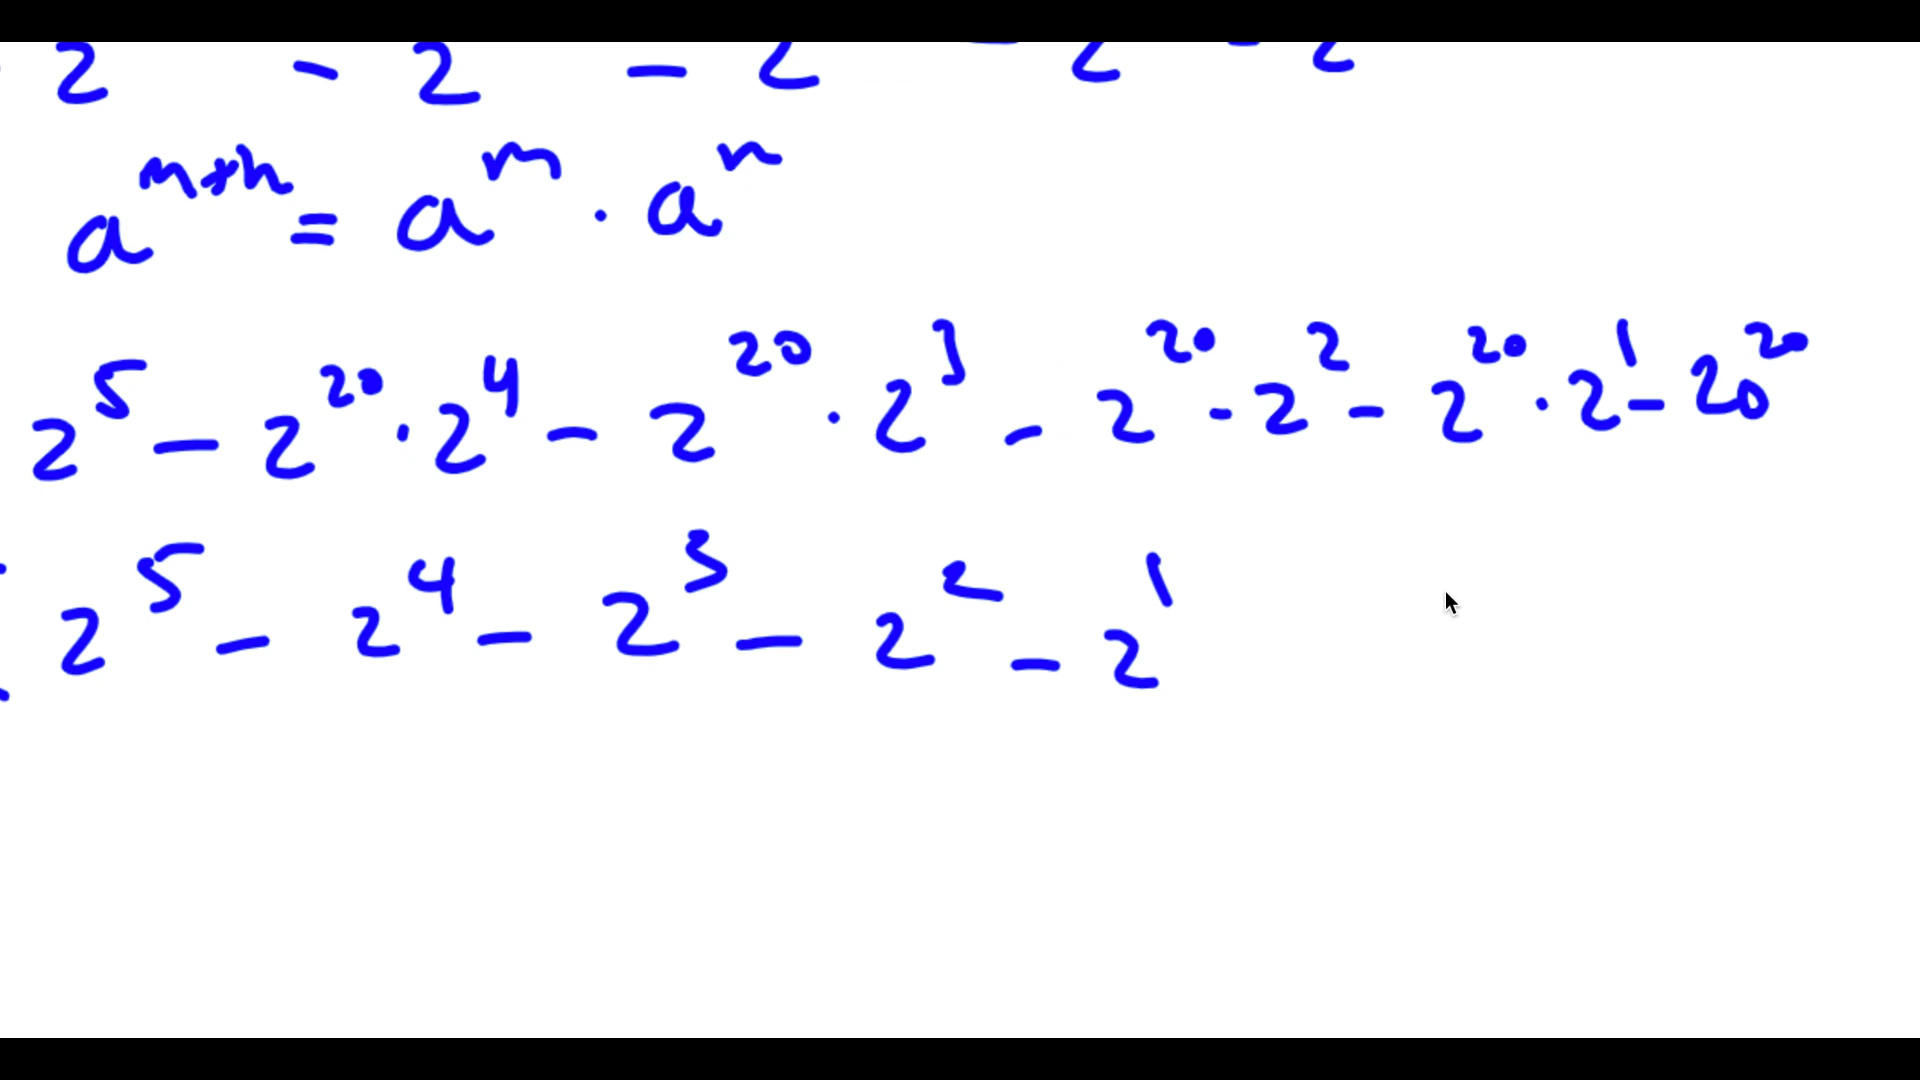 2 - 2 - 2 - 2 - 2
a^{m+n} = a^m · a^n
2^5 - 2^{20} · 2^4 - 2^{20} · 2^3 - 2^{20} - 2^2 - 2^{20} · 2^1 - 20^{20}
2^5 - 2^4 - 2^3 - 2^2 - 2^1